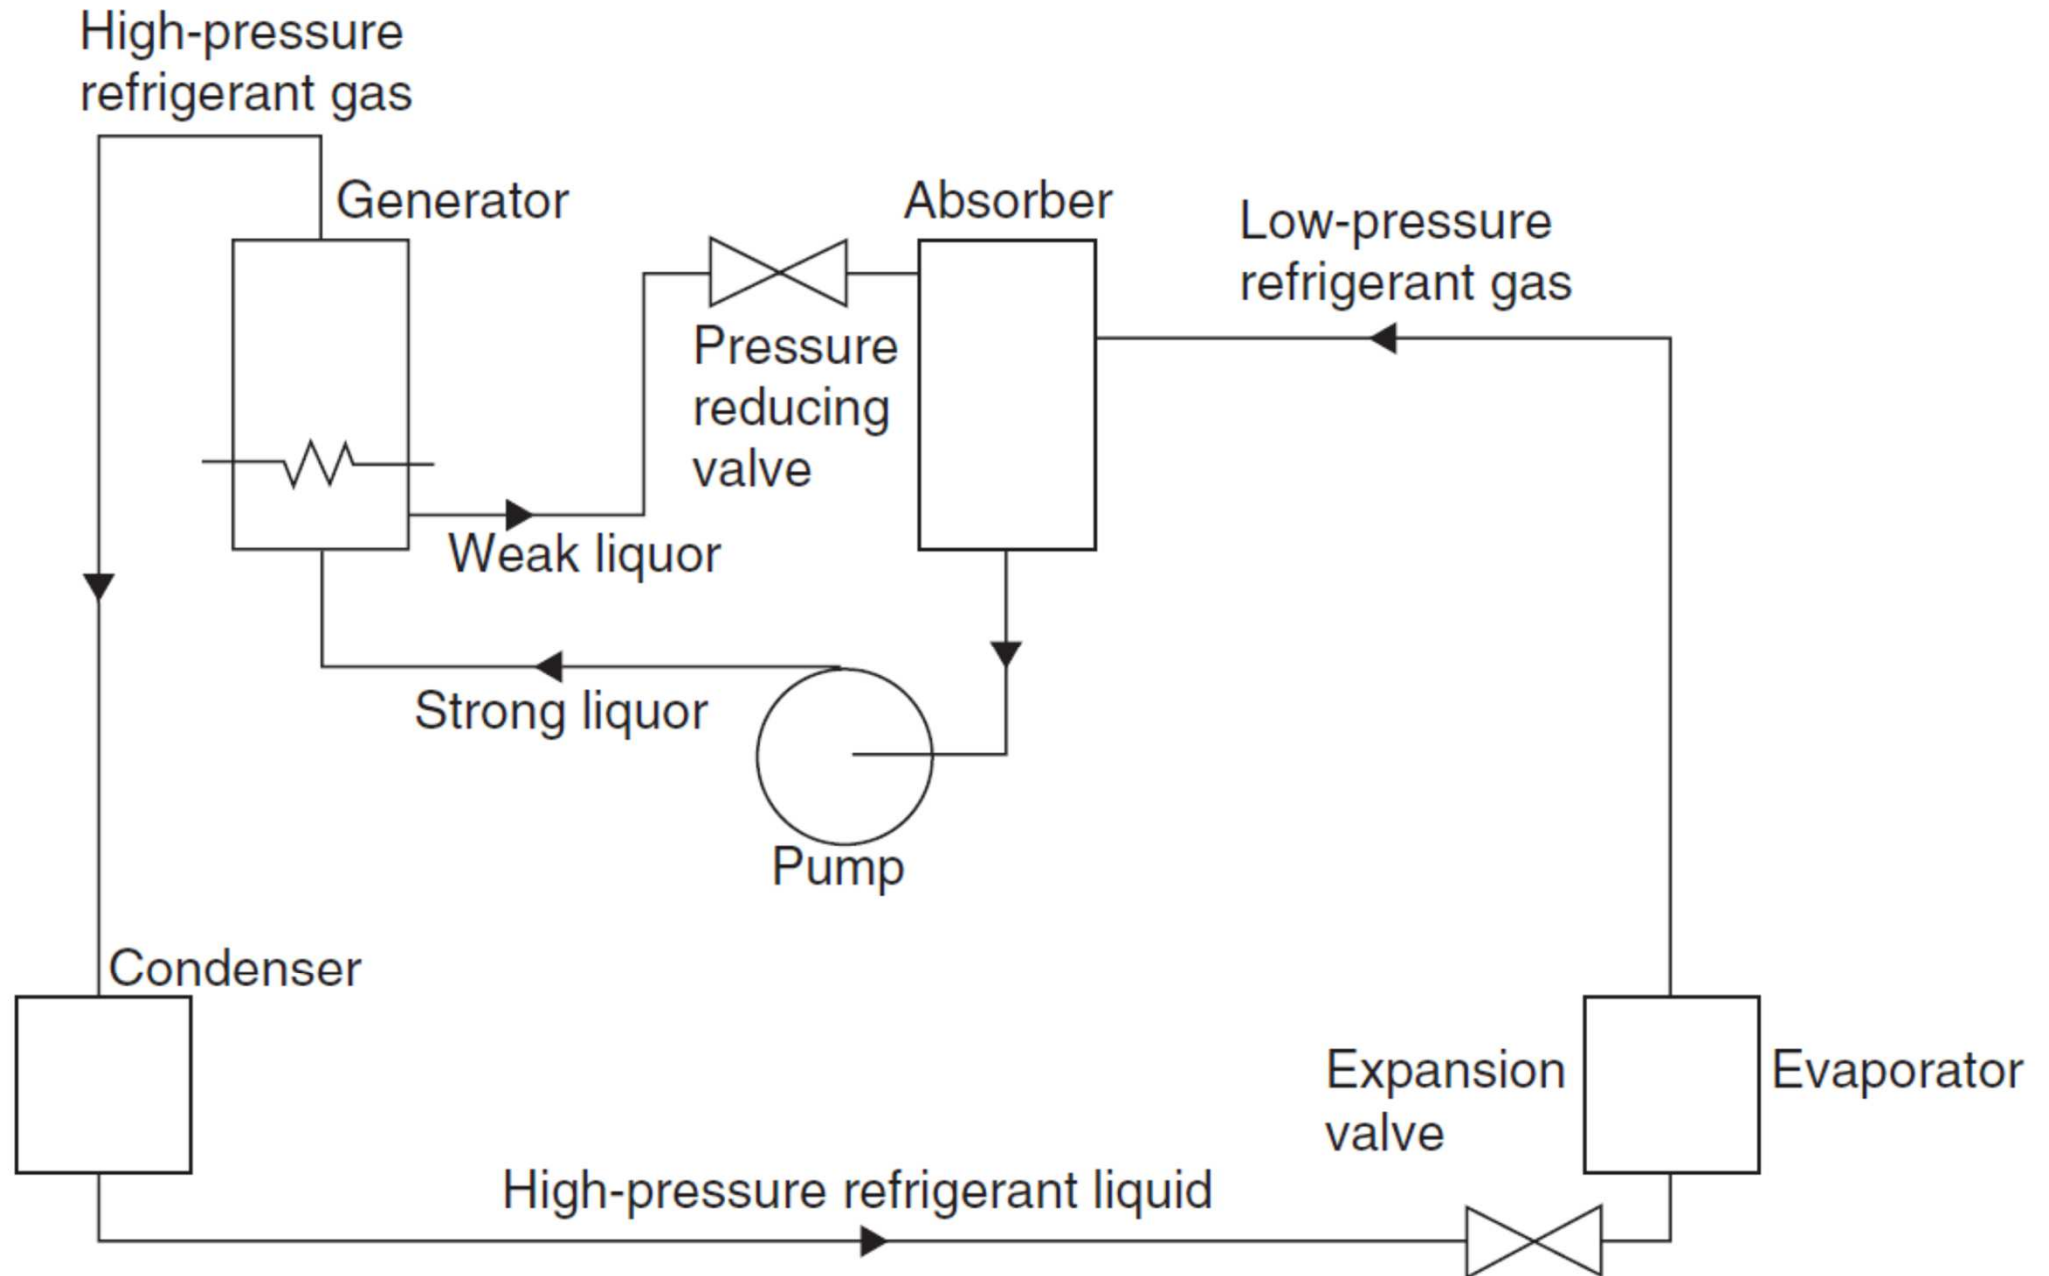 High-pressure
refrigerant gas
Generator
Absorber
Low-pressure
refrigerant gas
Pressure
reducing
valve
Weak liquor
Strong liquor
Pump
Condenser
Expansion
valve
Evaporator
High-pressure refrigerant liquid